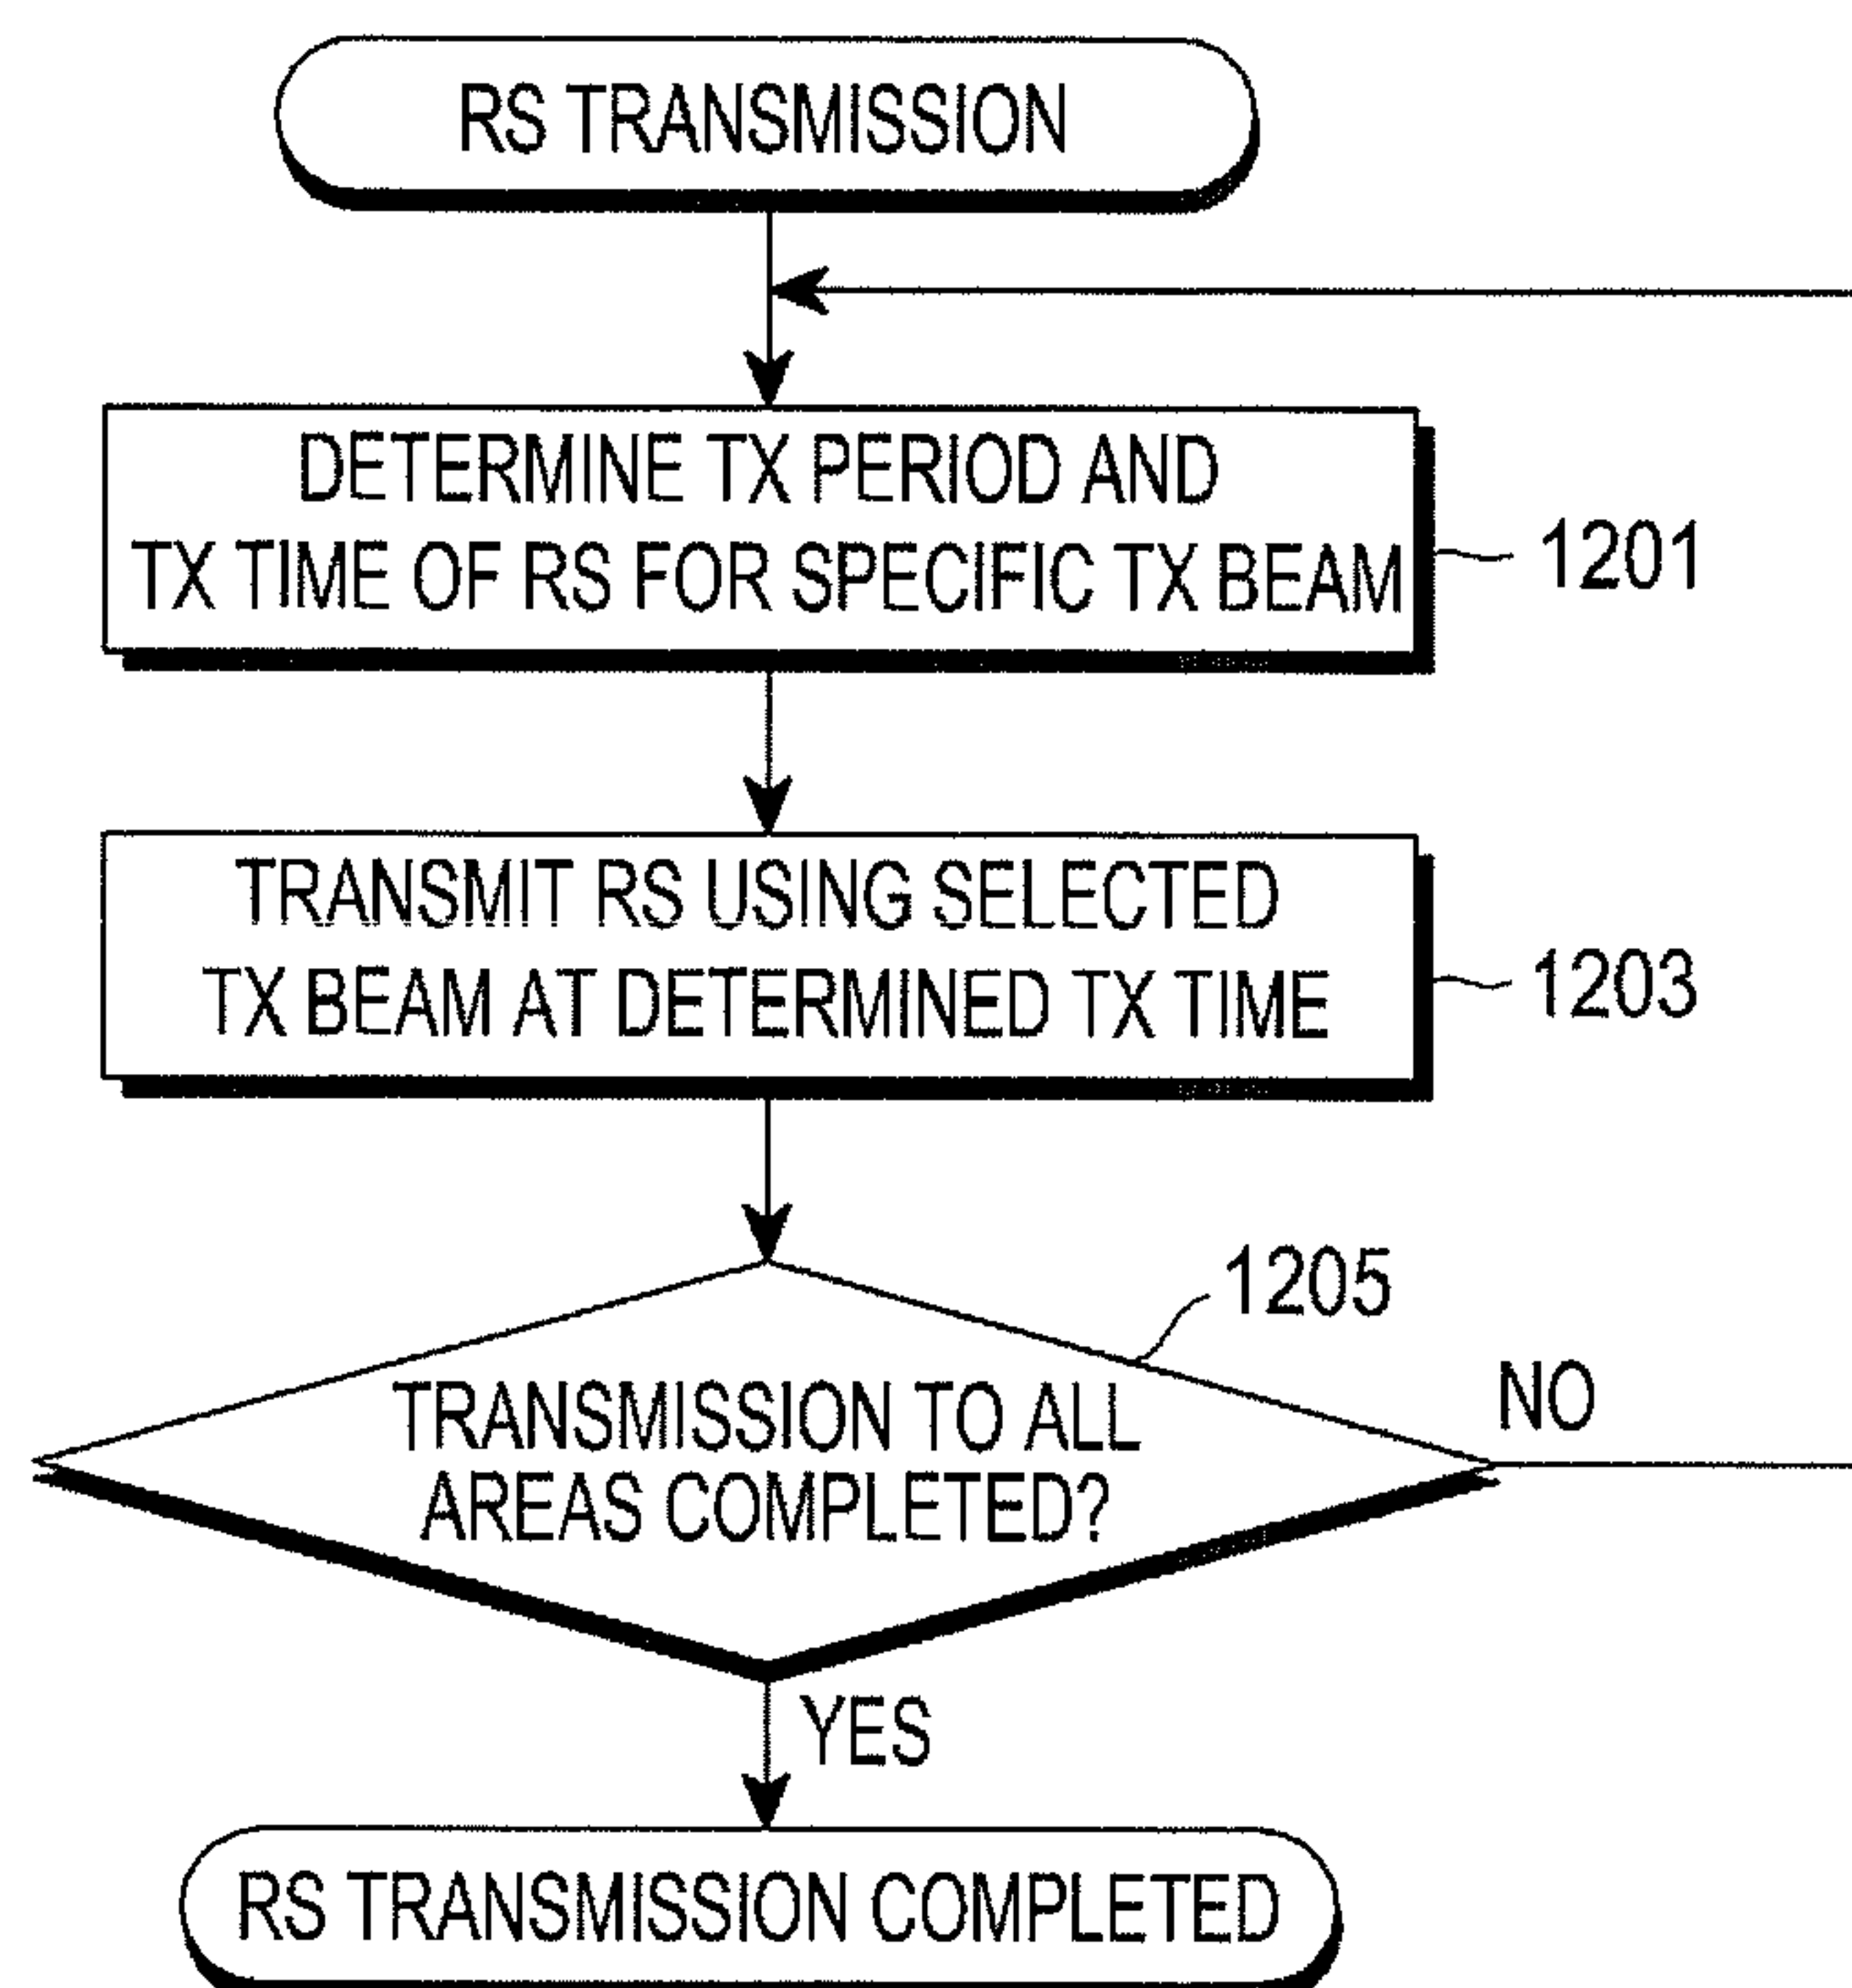 RS TRANSMISSION
DETERMINE TX PERIOD AND
TX TIME OF RS FOR SPECIFIC TX BEAM
1201
TRANSMIT RS USING SELECTED
TX BEAM AT DETERMINED TX TIME
1203
1205
TRANSMISSION TO ALL
AREAS COMPLETED?
NO
YES
RS TRANSMISSION COMPLETED